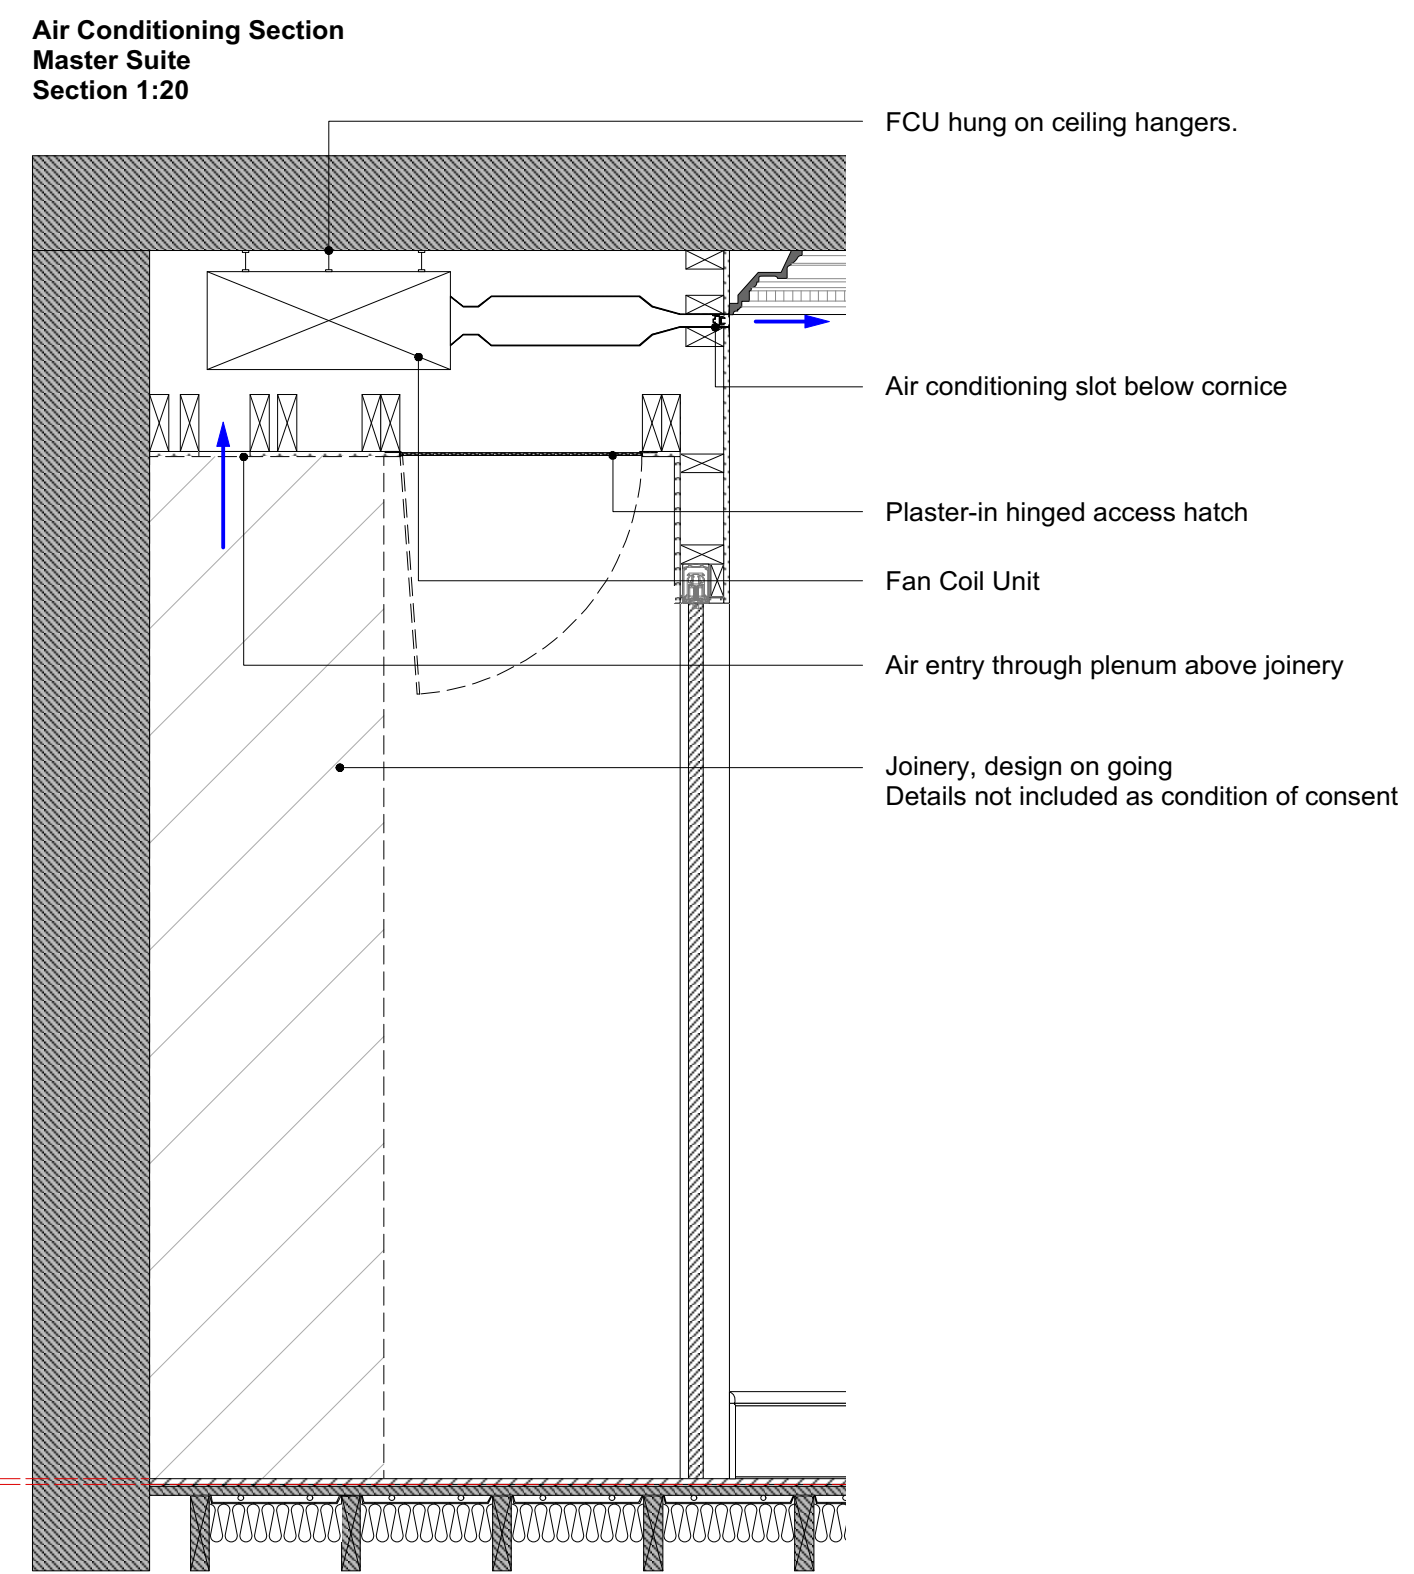 Air Conditioning Section
Master Suite
Section 1:20
FCU hung on ceiling hangers.
Air conditioning slot below cornice
Plaster-in hinged access hatch
Fan Coil Unit
Air entry through plenum above joinery
Joinery, design on going
Details not included as condition of consent